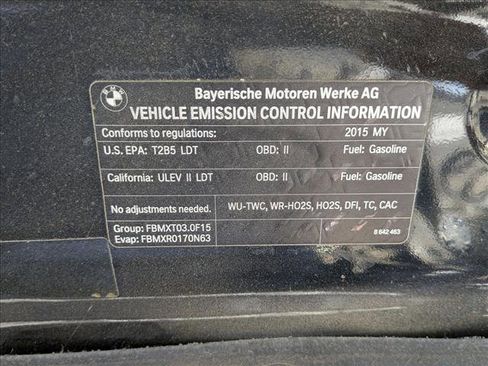 BMW
Bayerische Motoren Werke AG
VEHICLE EMISSION CONTROL INFORMATION
Conforms to regulations: 2015 MY
U.S. EPA: T2B5 LDT OBD: II Fuel: Gasoline
California: ULEV II LDT OBD: II Fuel: Gasoline
No adjustments needed. WU-TWC, WR-HO2S, HO2S, DFI, TC, CAC
Group: FBMXT03.0F15
Evap: FBMXR0170N63 8 642 463